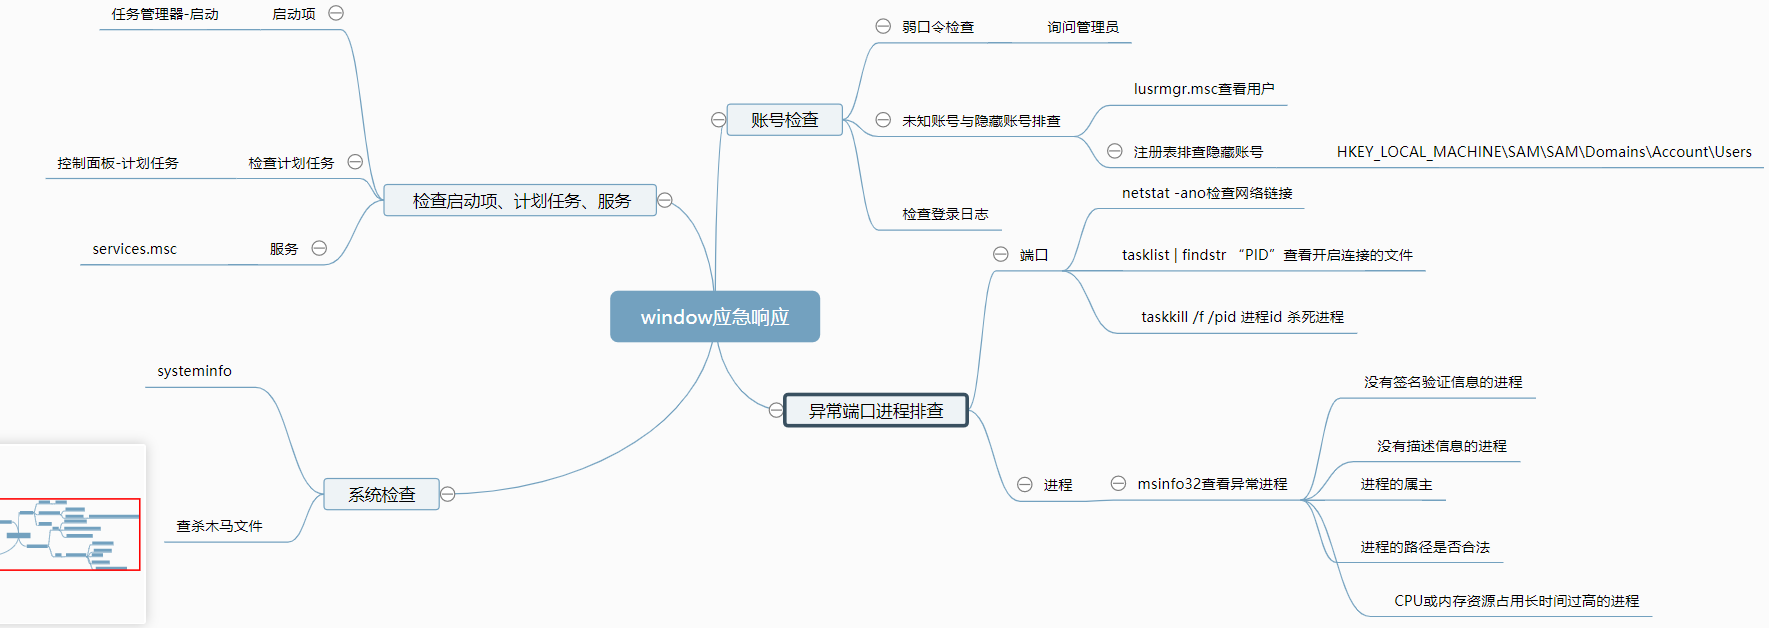 window应急响应
账号检查
弱口令检查
询问管理员
未知账号与隐藏账号排查
lusrmgr.msc查看用户
注册表排查隐藏账号
HKEY_LOCAL_MACHINE\SAM\SAM\Domains\Account\Users
检查登录日志
异常端口进程排查
端口
netstat -ano检查网络链接
tasklist | findstr “PID” 查看开启连接的文件
taskkill /f /pid 进程id 杀死进程
进程
msinfo32查看异常进程
没有签名验证信息的进程
没有描述信息的进程
进程的属主
进程的路径是否合法
CPU或内存资源占用长时间过高的进程
检查启动项、计划任务、服务
启动项
任务管理器-启动
检查计划任务
控制面板-计划任务
服务
services.msc
系统检查
systeminfo
查杀木马文件